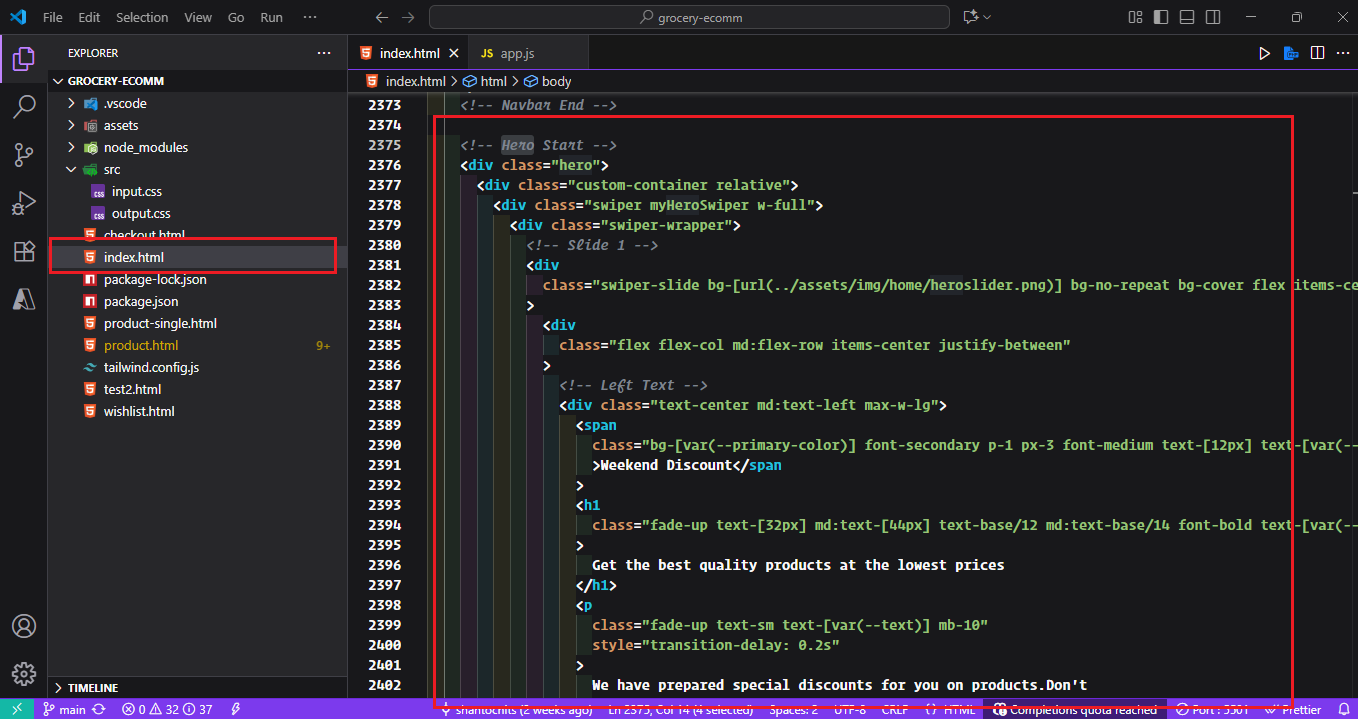 File Edit Selection View Go Run ··· grocery-ecomm
EXPLORER ···
GROCERY-ECOMM
.vscode
assets
node_modules
src
input.css
output.css
checkout.html
index.html
package-lock.json
package.json
product-single.html
product.html 9+
tailwind.config.js
test2.html
wishlist.html
TIMELINE
index.html JS app.js
index.html > html > body
2373 <!-- Navbar End -->
2374
2375 <!-- Hero Start -->
2376 <div class="hero">
2377 <div class="custom-container relative">
2378 <div class="swiper myHeroSwiper w-full">
2379 <div class="swiper-wrapper">
2380 <!-- Slide 1 -->
2381 <div
2382 class="swiper-slide bg-[url(../assets/img/home/heroslider.png)] bg-no-repeat bg-cover flex items-ce
2383 >
2384 <div
2385 class="flex flex-col md:flex-row items-center justify-between"
2386 >
2387 <!-- Left Text -->
2388 <div class="text-center md:text-left max-w-lg">
2389 <span
2390 class="bg-[var(--primary-color)] font-secondary p-1 px-3 font-medium text-[12px] text-[var(--
2391 >Weekend Discount</span
2392 >
2393 <h1
2394 class="fade-up text-[32px] md:text-[44px] text-base/12 md:text-base/14 font-bold text-[var(--
2395 >
2396 Get the best quality products at the lowest prices
2397 </h1>
2398 <p
2399 class="fade-up text-sm text-[var(--text)] mb-10"
2400 style="transition-delay: 0.2s"
2401 >
2402 We have prepared special discounts for you on products.Don't
main 0 32 37 shantocnits (2 weeks ago) Ln 2375, Col 14 (4 selected) Spaces: 2 UTF-8 CRLF {} HTML Completions quota reached Port : 5501 Prettier